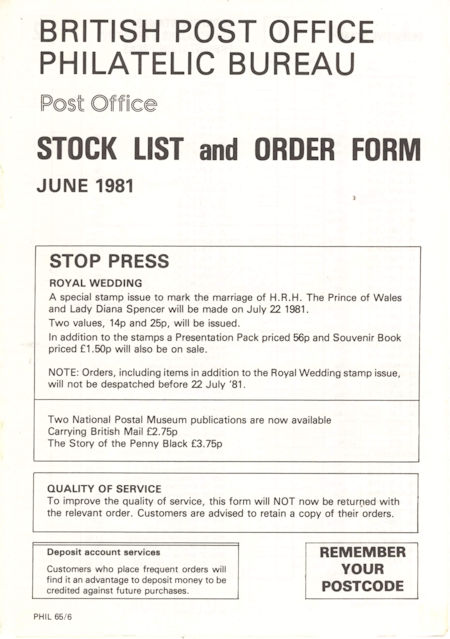 BRITISH POST OFFICE
PHILATELIC BUREAU
Post Office
STOCK LIST and ORDER FORM
JUNE 1981
STOP PRESS
ROYAL WEDDING
A special stamp issue to mark the marriage of H.R.H. The Prince of Wales
and Lady Diana Spencer will be made on July 22 1981.
Two values, 14p and 25p, will be issued.
In addition to the stamps a Presentation Pack priced 56p and Souvenir Book
priced £1.50p will also be on sale.
NOTE: Orders, including items in addition to the Royal Wedding stamp issue,
will not be despatched before 22 July '81.
Two National Postal Museum publications are now available
Carrying British Mail £2.75p
The Story of the Penny Black £3.75p
QUALITY OF SERVICE
To improve the quality of service, this form will NOT now be returned with
the relevant order. Customers are advised to retain a copy of their orders.
Deposit account services
Customers who place frequent orders will
find it an advantage to deposit money to be
credited against future purchases.
REMEMBER
YOUR
POSTCODE
PHIL 65/6